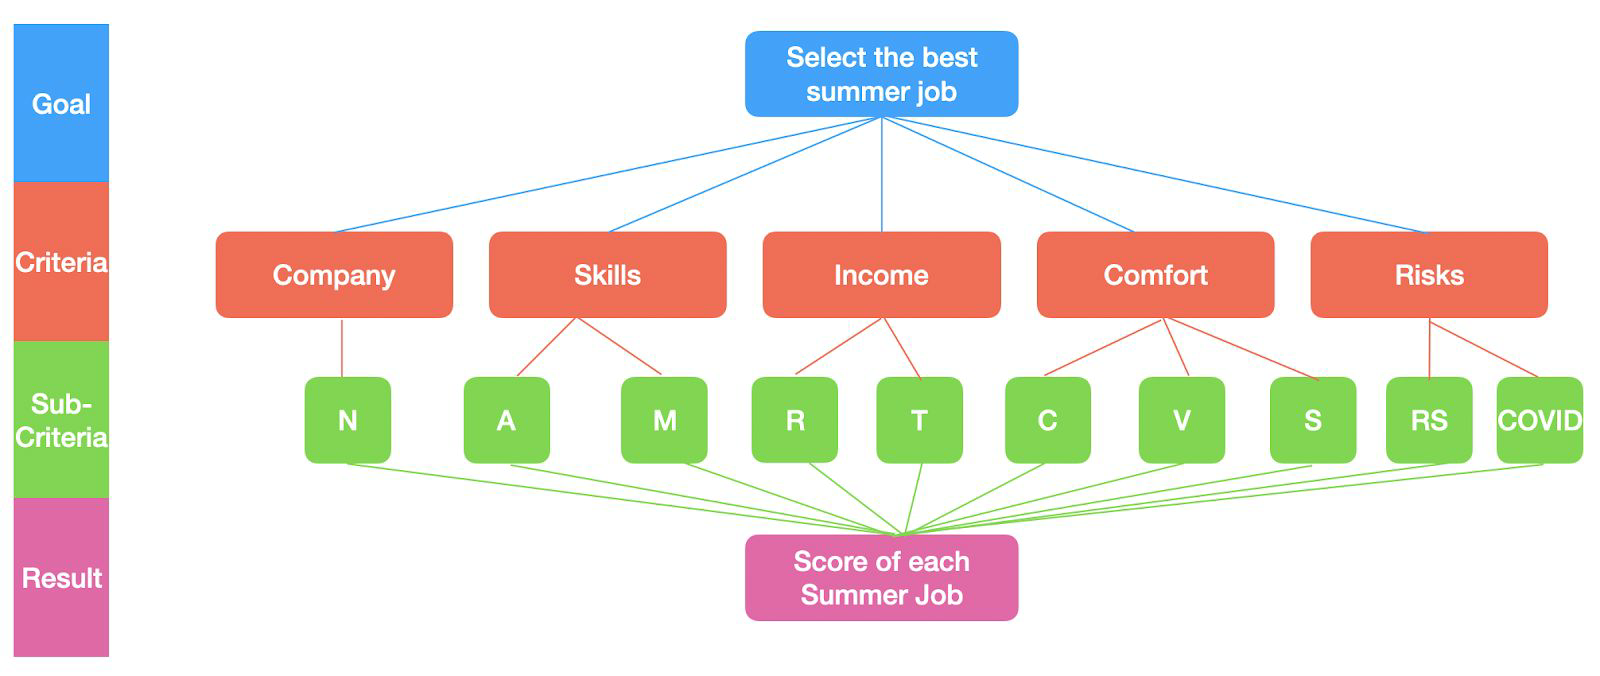 Goal
Select the best
summer job
Criteria
Company
Skills
Income
Comfort
Risks
Sub-
Criteria
N
A
M
R
T
C
V
S
RS
COVID
Result
Score of each
Summer Job